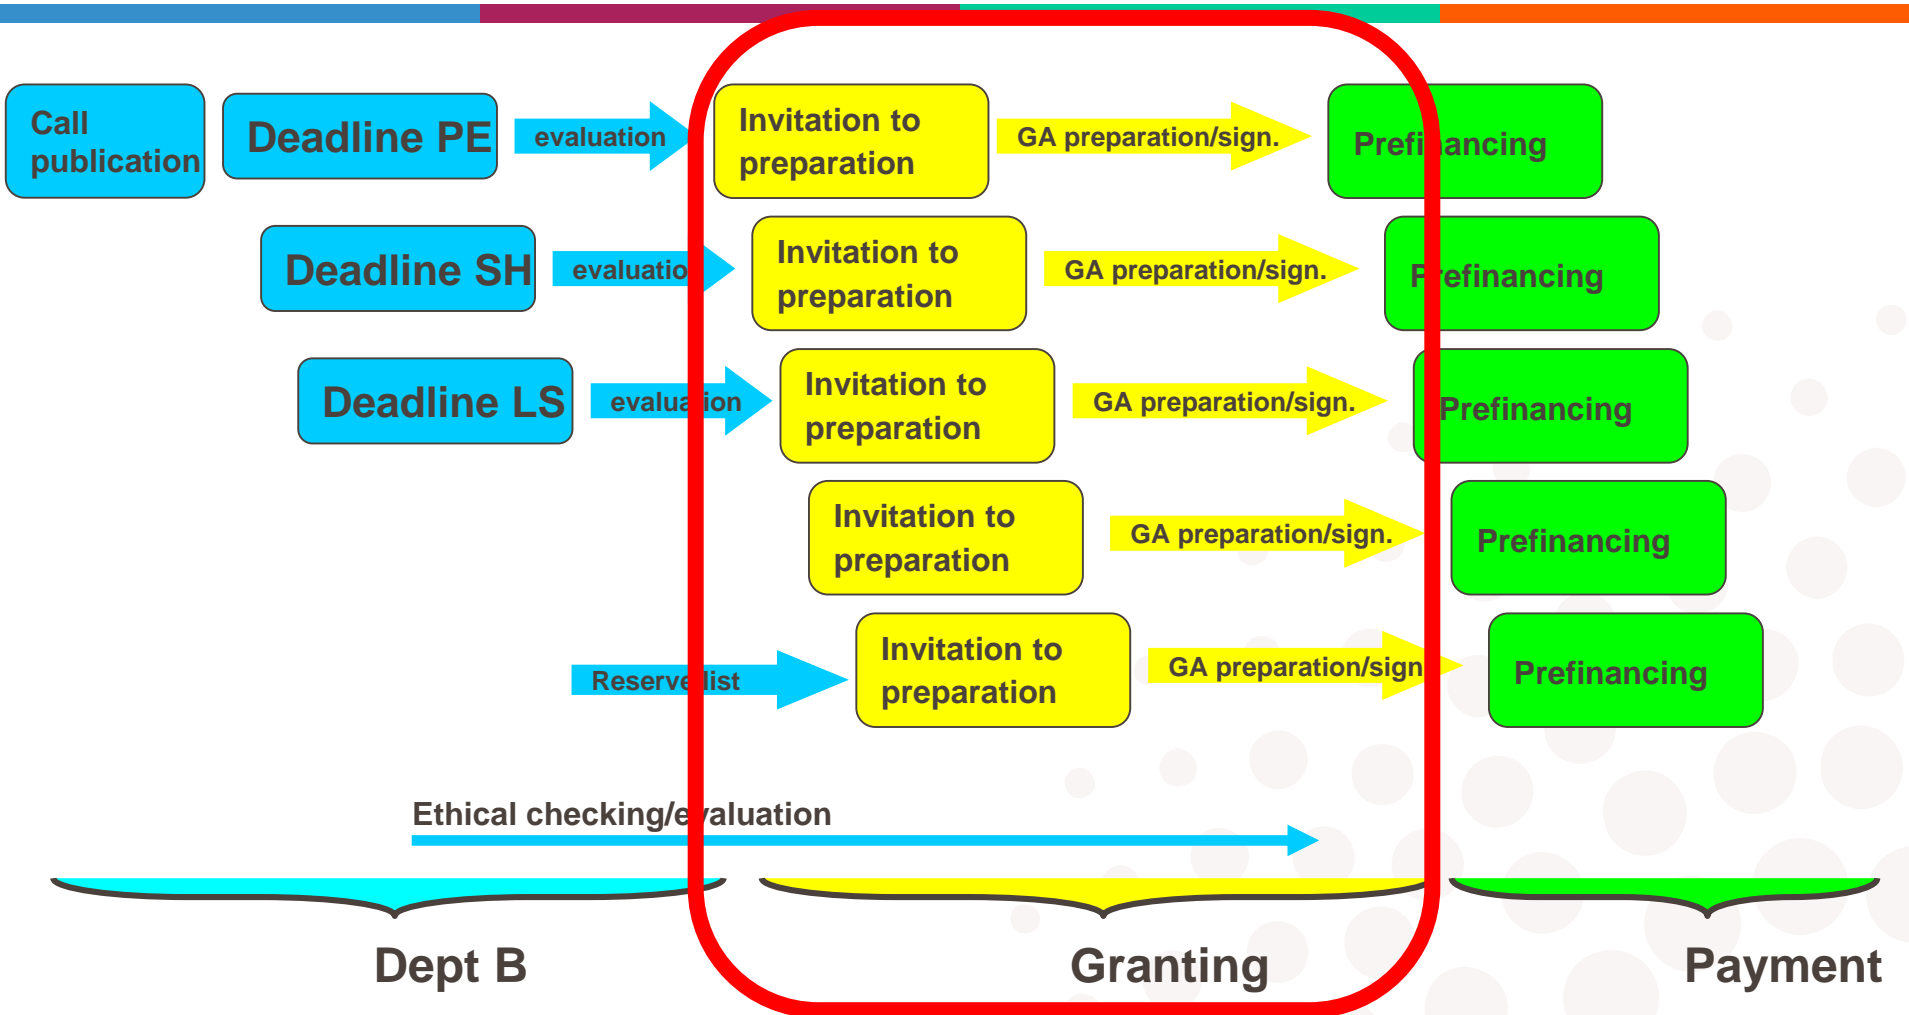 Call
publication
Deadline PE
evaluation
Invitation to
preparation
GA preparation/sign.
Prefinancing
Deadline SH
evaluation
Invitation to
preparation
GA preparation/sign.
Prefinancing
Deadline LS
evaluation
Invitation to
preparation
GA preparation/sign.
Prefinancing
Invitation to
preparation
GA preparation/sign.
Prefinancing
Reserve list
Invitation to
preparation
GA preparation/sign
Prefinancing
Ethical checking/evaluation
Dept B
Granting
Payment